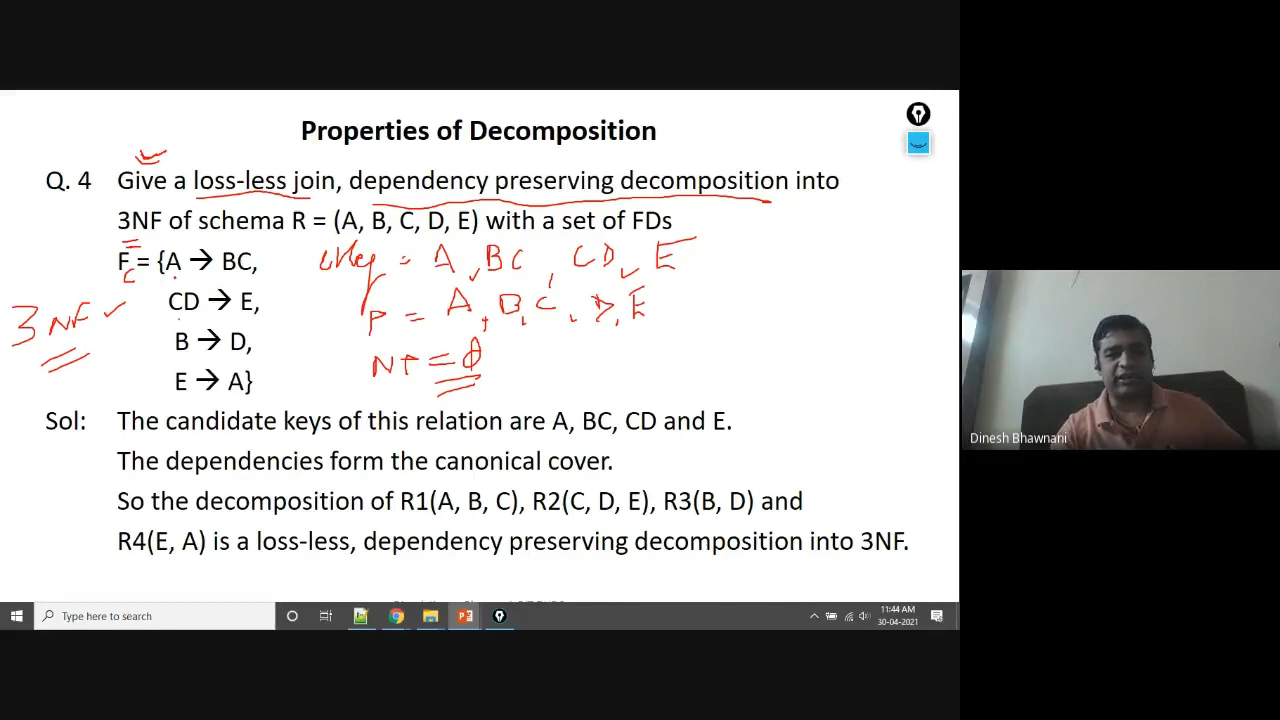 Properties of Decomposition
Q. 4 Give a loss-less join, dependency preserving decomposition into
3NF of schema R = (A, B, C, D, E) with a set of FDs
F = {A → BC,
CD → E,
B → D,
E → A}
C
3NF ✓
= A, BC, CD, E
P = A, B, C, D, E
= ϕ
Sol: The candidate keys of this relation are A, BC, CD and E.
The dependencies form the canonical cover.
So the decomposition of R1(A, B, C), R2(C, D, E), R3(B, D) and
R4(E, A) is a loss-less, dependency preserving decomposition into 3NF.
Dinesh Bhawnani
Type here to search
11:44 AM
30-04-2021